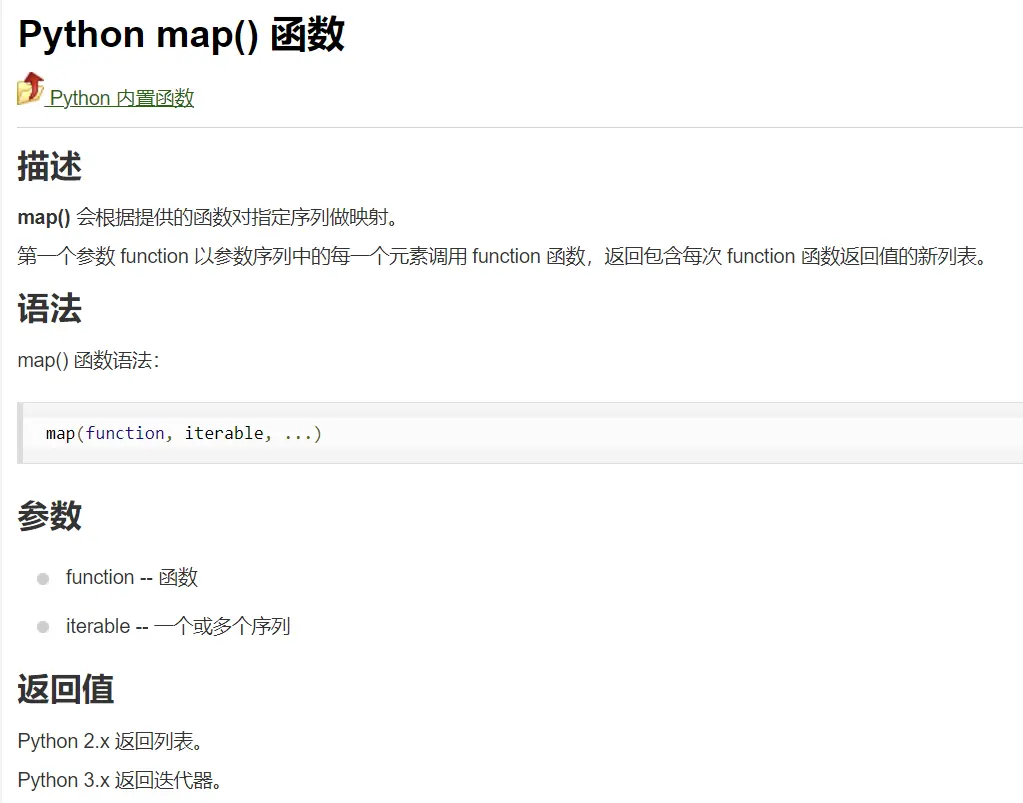 Python map() 函数
Python 内置函数
描述
map() 会根据提供的函数对指定序列做映射。
第一个参数 function 以参数序列中的每一个元素调用 function 函数，返回包含每次 function 函数返回值的新列表。
语法
map() 函数语法：
map(function, iterable, ...)
参数
function -- 函数
iterable -- 一个或多个序列
返回值
Python 2.x 返回列表。
Python 3.x 返回迭代器。